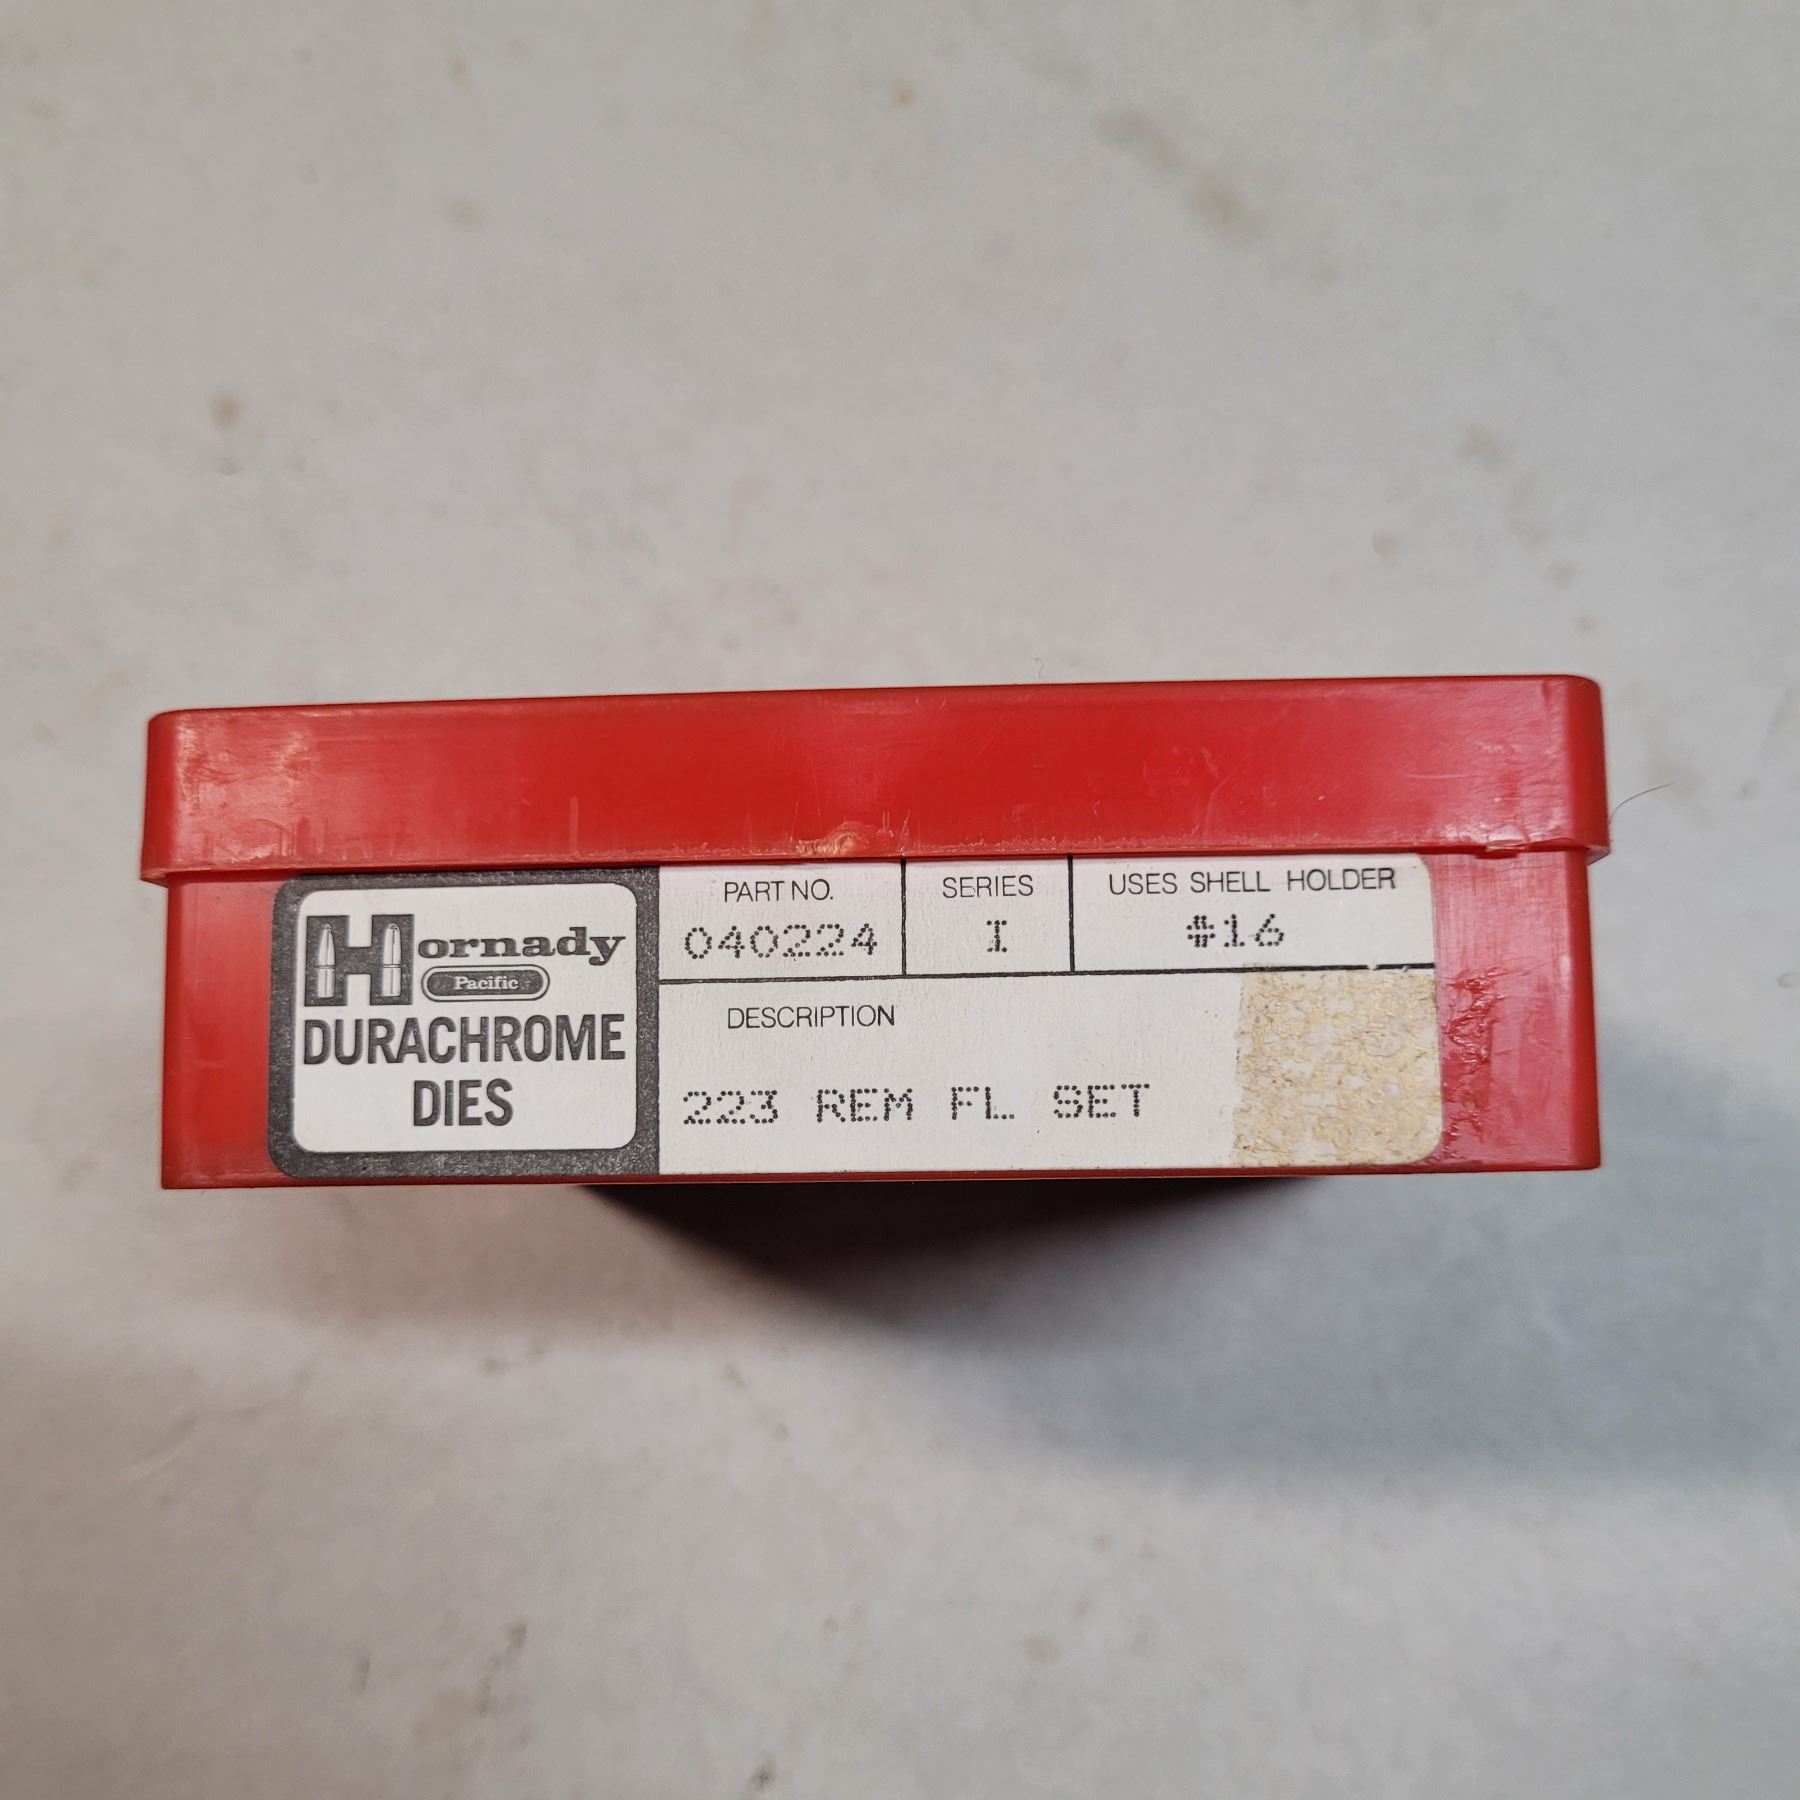 Hornady
Pacific
DURACHROME
DIES
PART NO.
040224
SERIES
I
USES SHELL HOLDER
#16
DESCRIPTION
223 REM FL SET